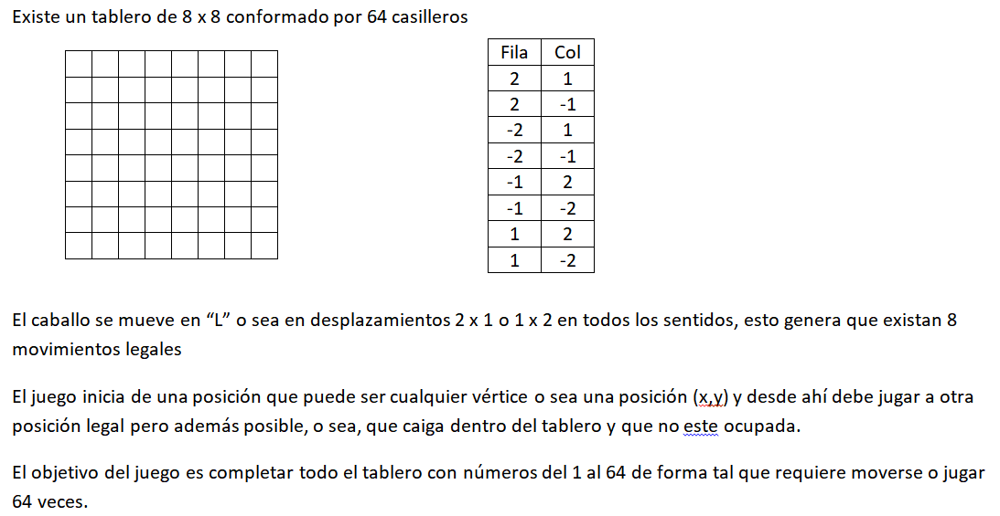 Existe un tablero de 8 x 8 conformado por 64 casilleros
Fila Col
2 1
2 -1
-2 1
-2 -1
-1 2
-1 -2
1 2
1 -2
El caballo se mueve en “L” o sea en desplazamientos 2 x 1 o 1 x 2 en todos los sentidos, esto genera que existan 8
movimientos legales
El juego inicia de una posición que puede ser cualquier vértice o sea una posición (x,y) y desde ahí debe jugar a otra
posición legal pero además posible, o sea, que caiga dentro del tablero y que no este ocupada.
El objetivo del juego es completar todo el tablero con números del 1 al 64 de forma tal que requiere moverse o jugar
64 veces.